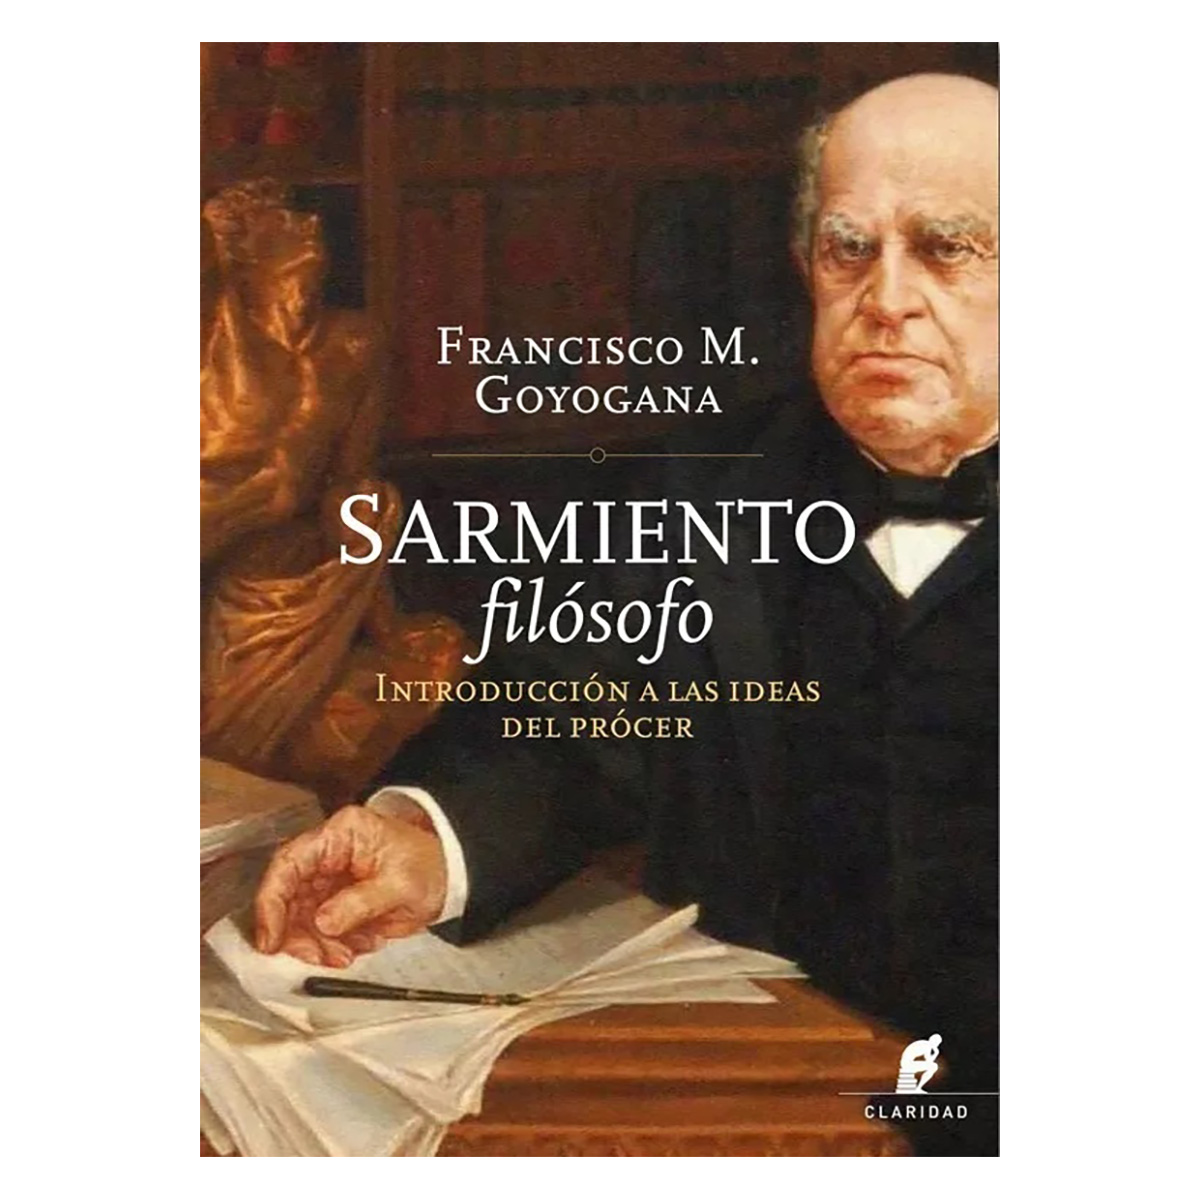 FRANCISCO M.
GOYOGANA
SARMIENTO
filósofo
INTRODUCCIÓN A LAS IDEAS
DEL PRÓCER
CLARIDAD